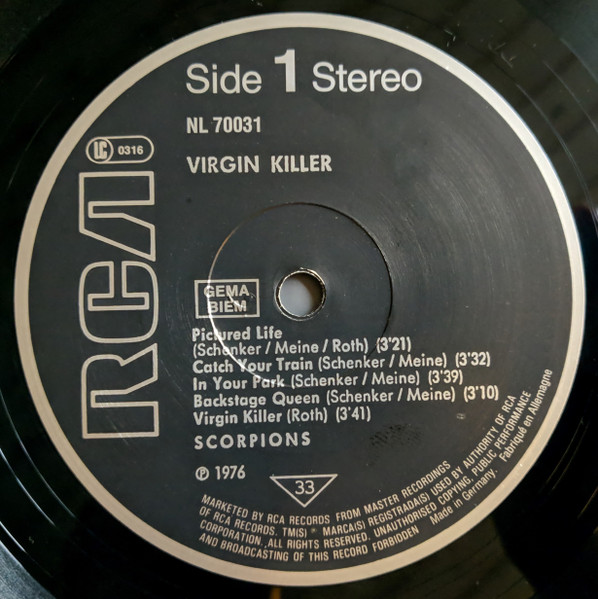 Side 1 Stereo
NL 70031
LC 0316
VIRGIN KILLER
RCA
GEMA
BIEM
Pictured Life
(Schenker / Meine / Roth) (3'21)
Catch Your Train (Schenker / Meine) (3'32)
In Your Park (Schenker / Meine) (3'39)
Backstage Queen (Schenker / Meine) (3'10)
Virgin Killer (Roth) (3'41)
SCORPIONS
℗ 1976
33
MARKETED BY RCA RECORDS FROM MASTER RECORDINGS
OF RCA RECORDS. TM(S) ® MARCA(S) REGISTRADA(S) USED BY AUTHORITY OF RCA
CORPORATION, ALL RIGHTS RESERVED. UNAUTHORISED COPYING, PUBLIC PERFORMANCE
AND BROADCASTING OF THIS RECORD FORBIDDEN Made in Germany. Fabriqué en Allemagne